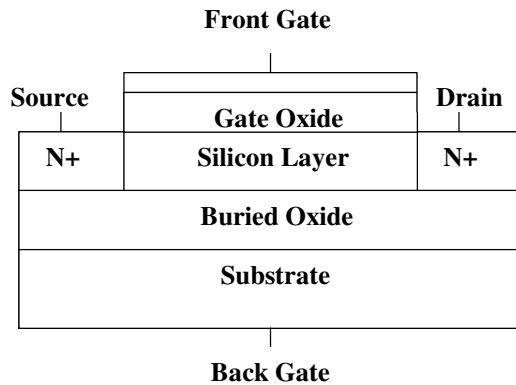 Front Gate
Source
Drain
Gate Oxide
N+
Silicon Layer
N+
Buried Oxide
Substrate
Back Gate